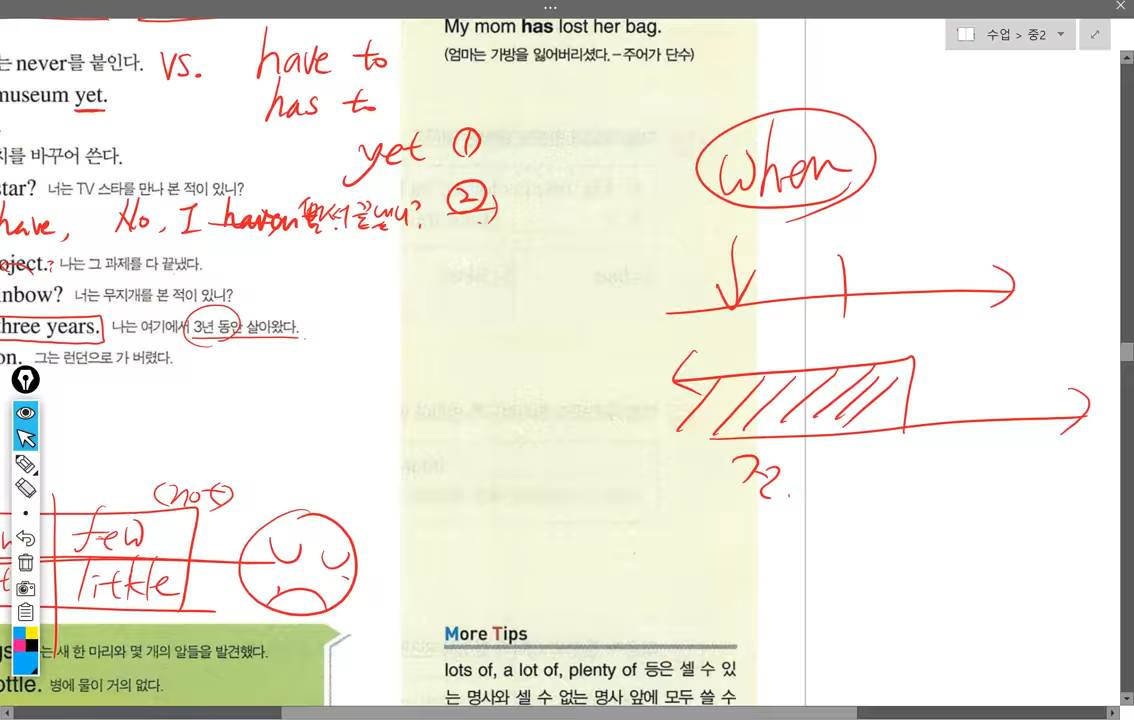 My mom has lost her bag.
(엄마는 가방을 잃어버렸다. – 주어가 단수)
수업 > 중2
는 never를 붙인다.
vs. have to
museum yet.
has to
yet ①
when
치를 바꾸어 쓴다.
star? 너는 TV 스타를 만나 본 적이 있니?
have, No, I 끝냈니? ②
oject. 나는 그 과제를 다 끝냈다.
inbow? 너는 무지개를 본 적이 있니?
three years. 나는 여기에서 3년 동안 살아왔다.
on. 그는 런던으로 가 버렸다.
(not)
few
little
More Tips
는 새 한 마리와 몇 개의 알들을 발견했다.
lots of, a lot of, plenty of 등은 셀 수 있
ottle. 병에 물이 거의 없다.
는 명사와 셀 수 없는 명사 앞에 모두 쓸 수